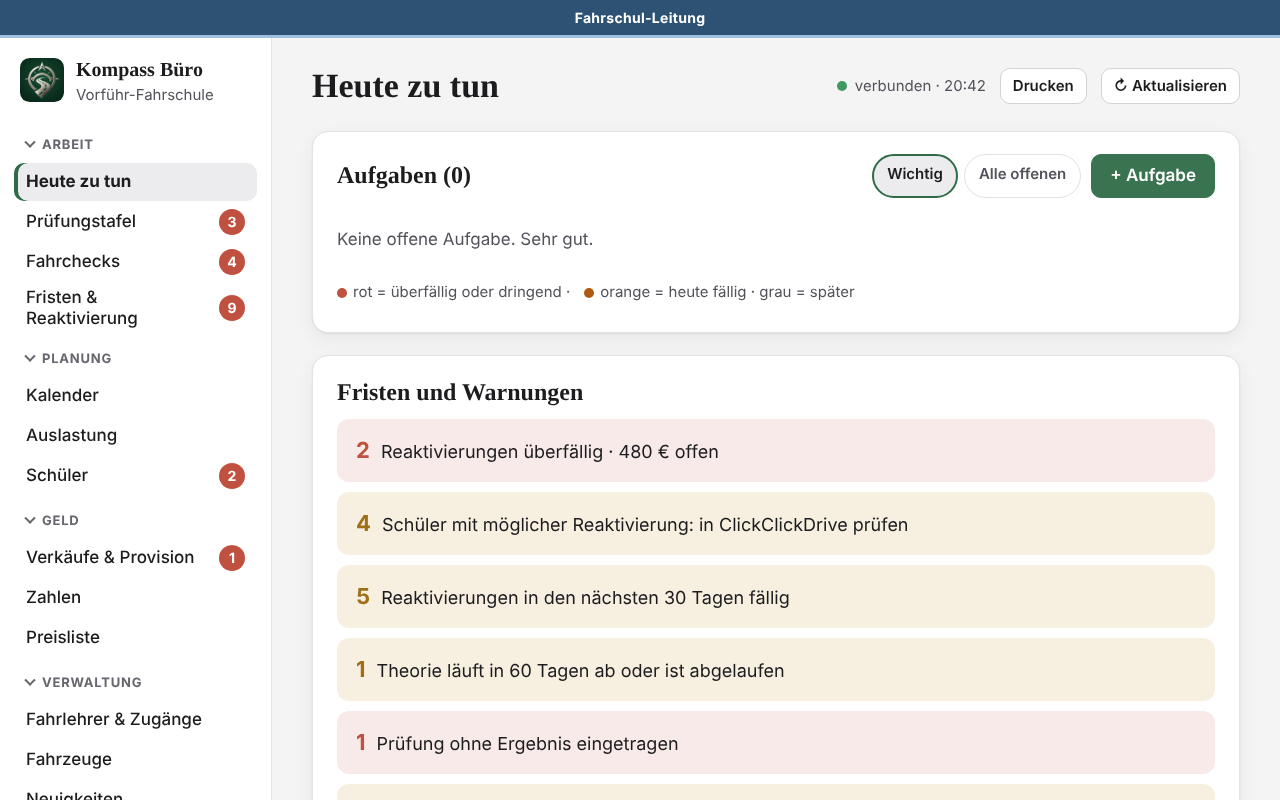 Fahrschul-Leitung
Kompass Büro
Vorführ-Fahrschule
ARBEIT
Heute zu tun
Prüfungstafel 3
Fahrchecks 4
Fristen &
Reaktivierung 9
PLANUNG
Kalender
Auslastung
Schüler 2
GELD
Verkäufe & Provision 1
Zahlen
Preisliste
VERWALTUNG
Fahrlehrer & Zugänge
Fahrzeuge
Neuigkeiten
Heute zu tun
verbunden · 20:42
Drucken
↻ Aktualisieren
Aufgaben (0)
Wichtig
Alle offenen
+ Aufgabe
Keine offene Aufgabe. Sehr gut.
rot = überfällig oder dringend · orange = heute fällig · grau = später
Fristen und Warnungen
2 Reaktivierungen überfällig · 480 € offen
4 Schüler mit möglicher Reaktivierung: in ClickClickDrive prüfen
5 Reaktivierungen in den nächsten 30 Tagen fällig
1 Theorie läuft in 60 Tagen ab oder ist abgelaufen
1 Prüfung ohne Ergebnis eingetragen